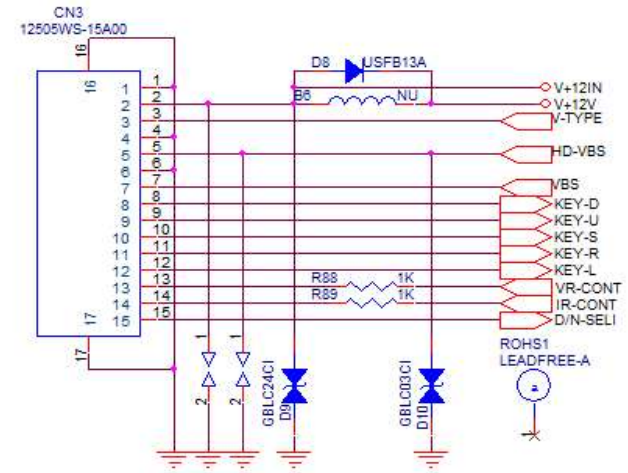 CN3
12505WS-15A00
16
16
D8
USFB13A
V+12IN
B6
NU
V+12V
V-TYPE
HD-VBS
VBS
KEY-D
KEY-U
KEY-S
KEY-R
KEY-L
VR-CONT
IR-CONT
D/N-SELI
1
1
2
2
3
3
4
4
5
5
6
6
7
7
8
8
9
9
10
10
11
11
12
12
13
13
14
14
15
15
R88
1K
R89
1K
17
17
1
2
1
2
GBLC24CI
D9
GBLC03CI
D10
ROHS1
LEADFREE-A
a
1